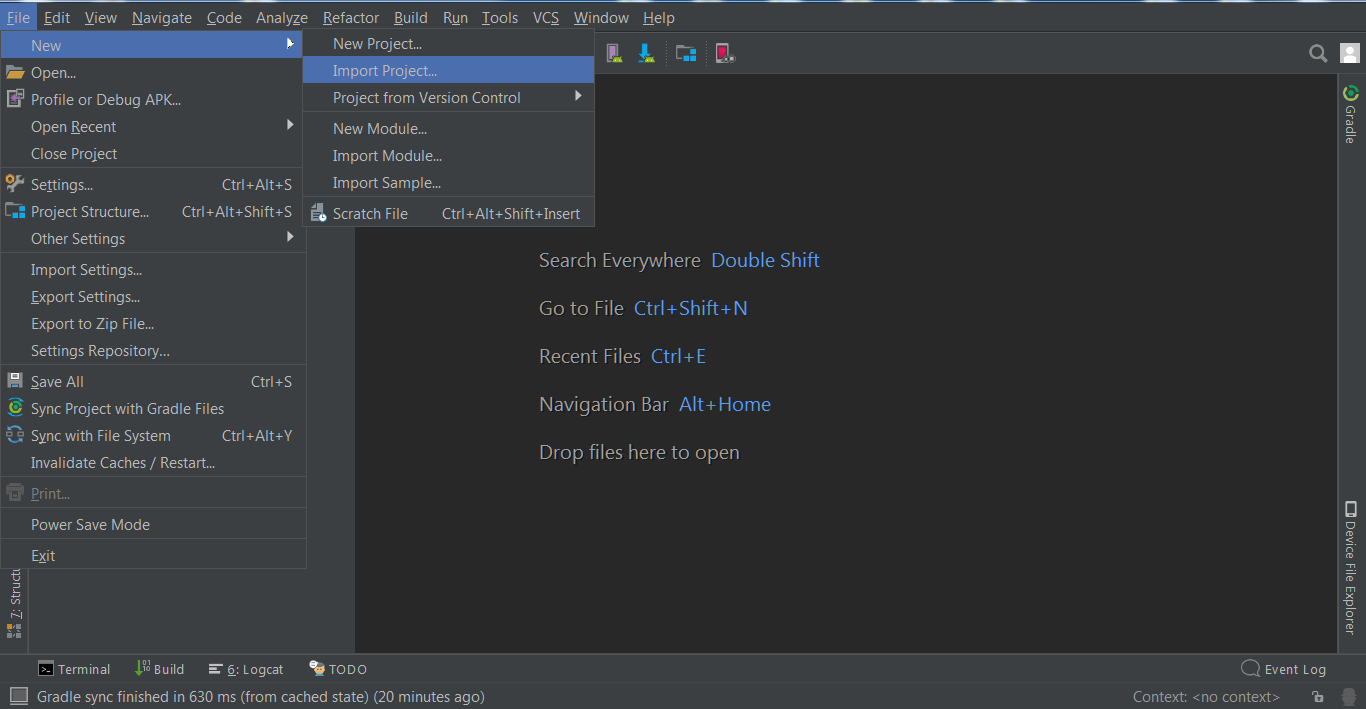 File Edit View Navigate Code Analyze Refactor Build Run Tools VCS Window Help
New
Open...
Profile or Debug APK...
Open Recent
Close Project
Settings... Ctrl+Alt+S
Project Structure... Ctrl+Alt+Shift+S
Other Settings
Import Settings...
Export Settings...
Export to Zip File...
Settings Repository...
Save All Ctrl+S
Sync Project with Gradle Files
Sync with File System Ctrl+Alt+Y
Invalidate Caches / Restart...
Print...
Power Save Mode
Exit
New Project...
Import Project...
Project from Version Control
New Module...
Import Module...
Import Sample...
Scratch File Ctrl+Alt+Shift+Insert
Search Everywhere Double Shift
Go to File Ctrl+Shift+N
Recent Files Ctrl+E
Navigation Bar Alt+Home
Drop files here to open
Gradle
Device File Explorer
7: Structu
Terminal Build 6: Logcat TODO Event Log
Gradle sync finished in 630 ms (from cached state) (20 minutes ago) Context: <no context>